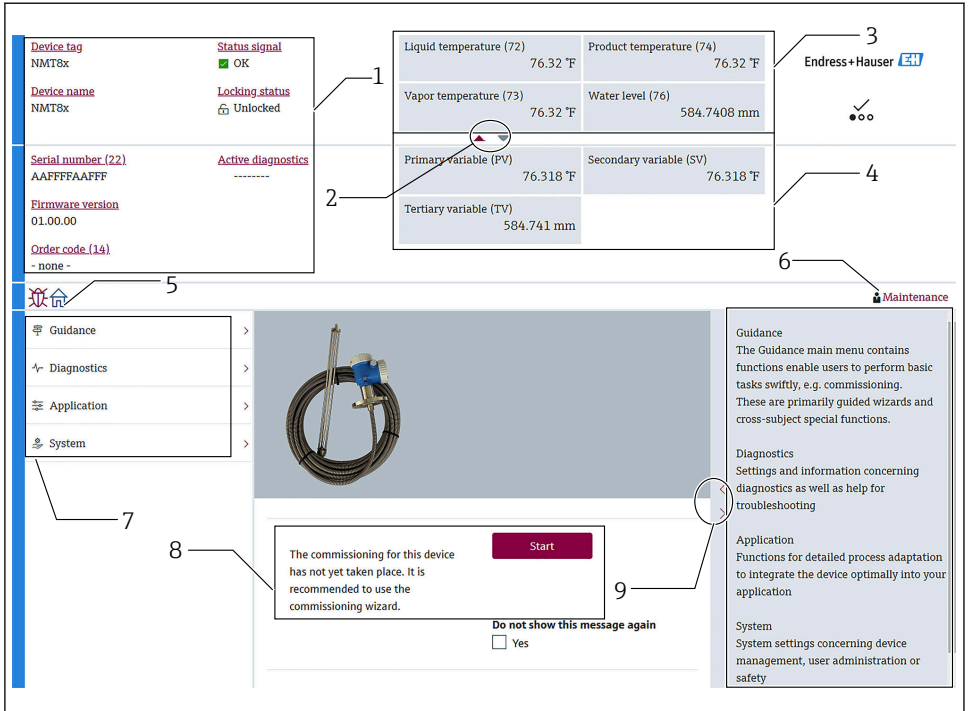 Device tag
NMT8x
Status signal
OK
Device name
NMT8x
Locking status
Unlocked
1
Liquid temperature (72)
76.32 °F
Product temperature (74)
76.32 °F
Vapor temperature (73)
76.32 °F
Water level (76)
584.7408 mm
3
Endress+Hauser EH
Serial number (22)
AAFFFFAAFFF
Active diagnostics
--------
Firmware version
01.00.00
Order code (14)
- none -
2
Primary variable (PV)
76.318 °F
Secondary variable (SV)
76.318 °F
Tertiary variable (TV)
584.741 mm
4
5
6
Maintenance
Guidance
Diagnostics
Application
System
7
8
The commissioning for this device
has not yet taken place. It is
recommended to use the
commissioning wizard.
Start
Do not show this message again
Yes
9
Guidance
The Guidance main menu contains
functions enable users to perform basic
tasks swiftly, e.g. commissioning.
These are primarily guided wizards and
cross-subject special functions.
Diagnostics
Settings and information concerning
diagnostics as well as help for
troubleshooting
Application
Functions for detailed process adaptation
to integrate the device optimally into your
application
System
System settings concerning device
management, user administration or
safety